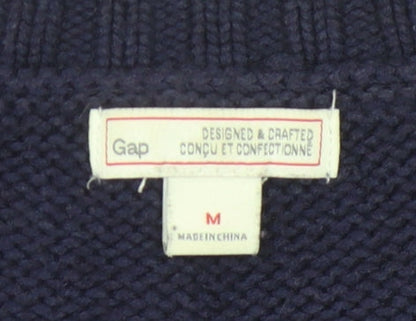 Gap
DESIGNED & CRAFTED
CONÇU ET CONFECTIONNÉ
M
MADE IN CHINA